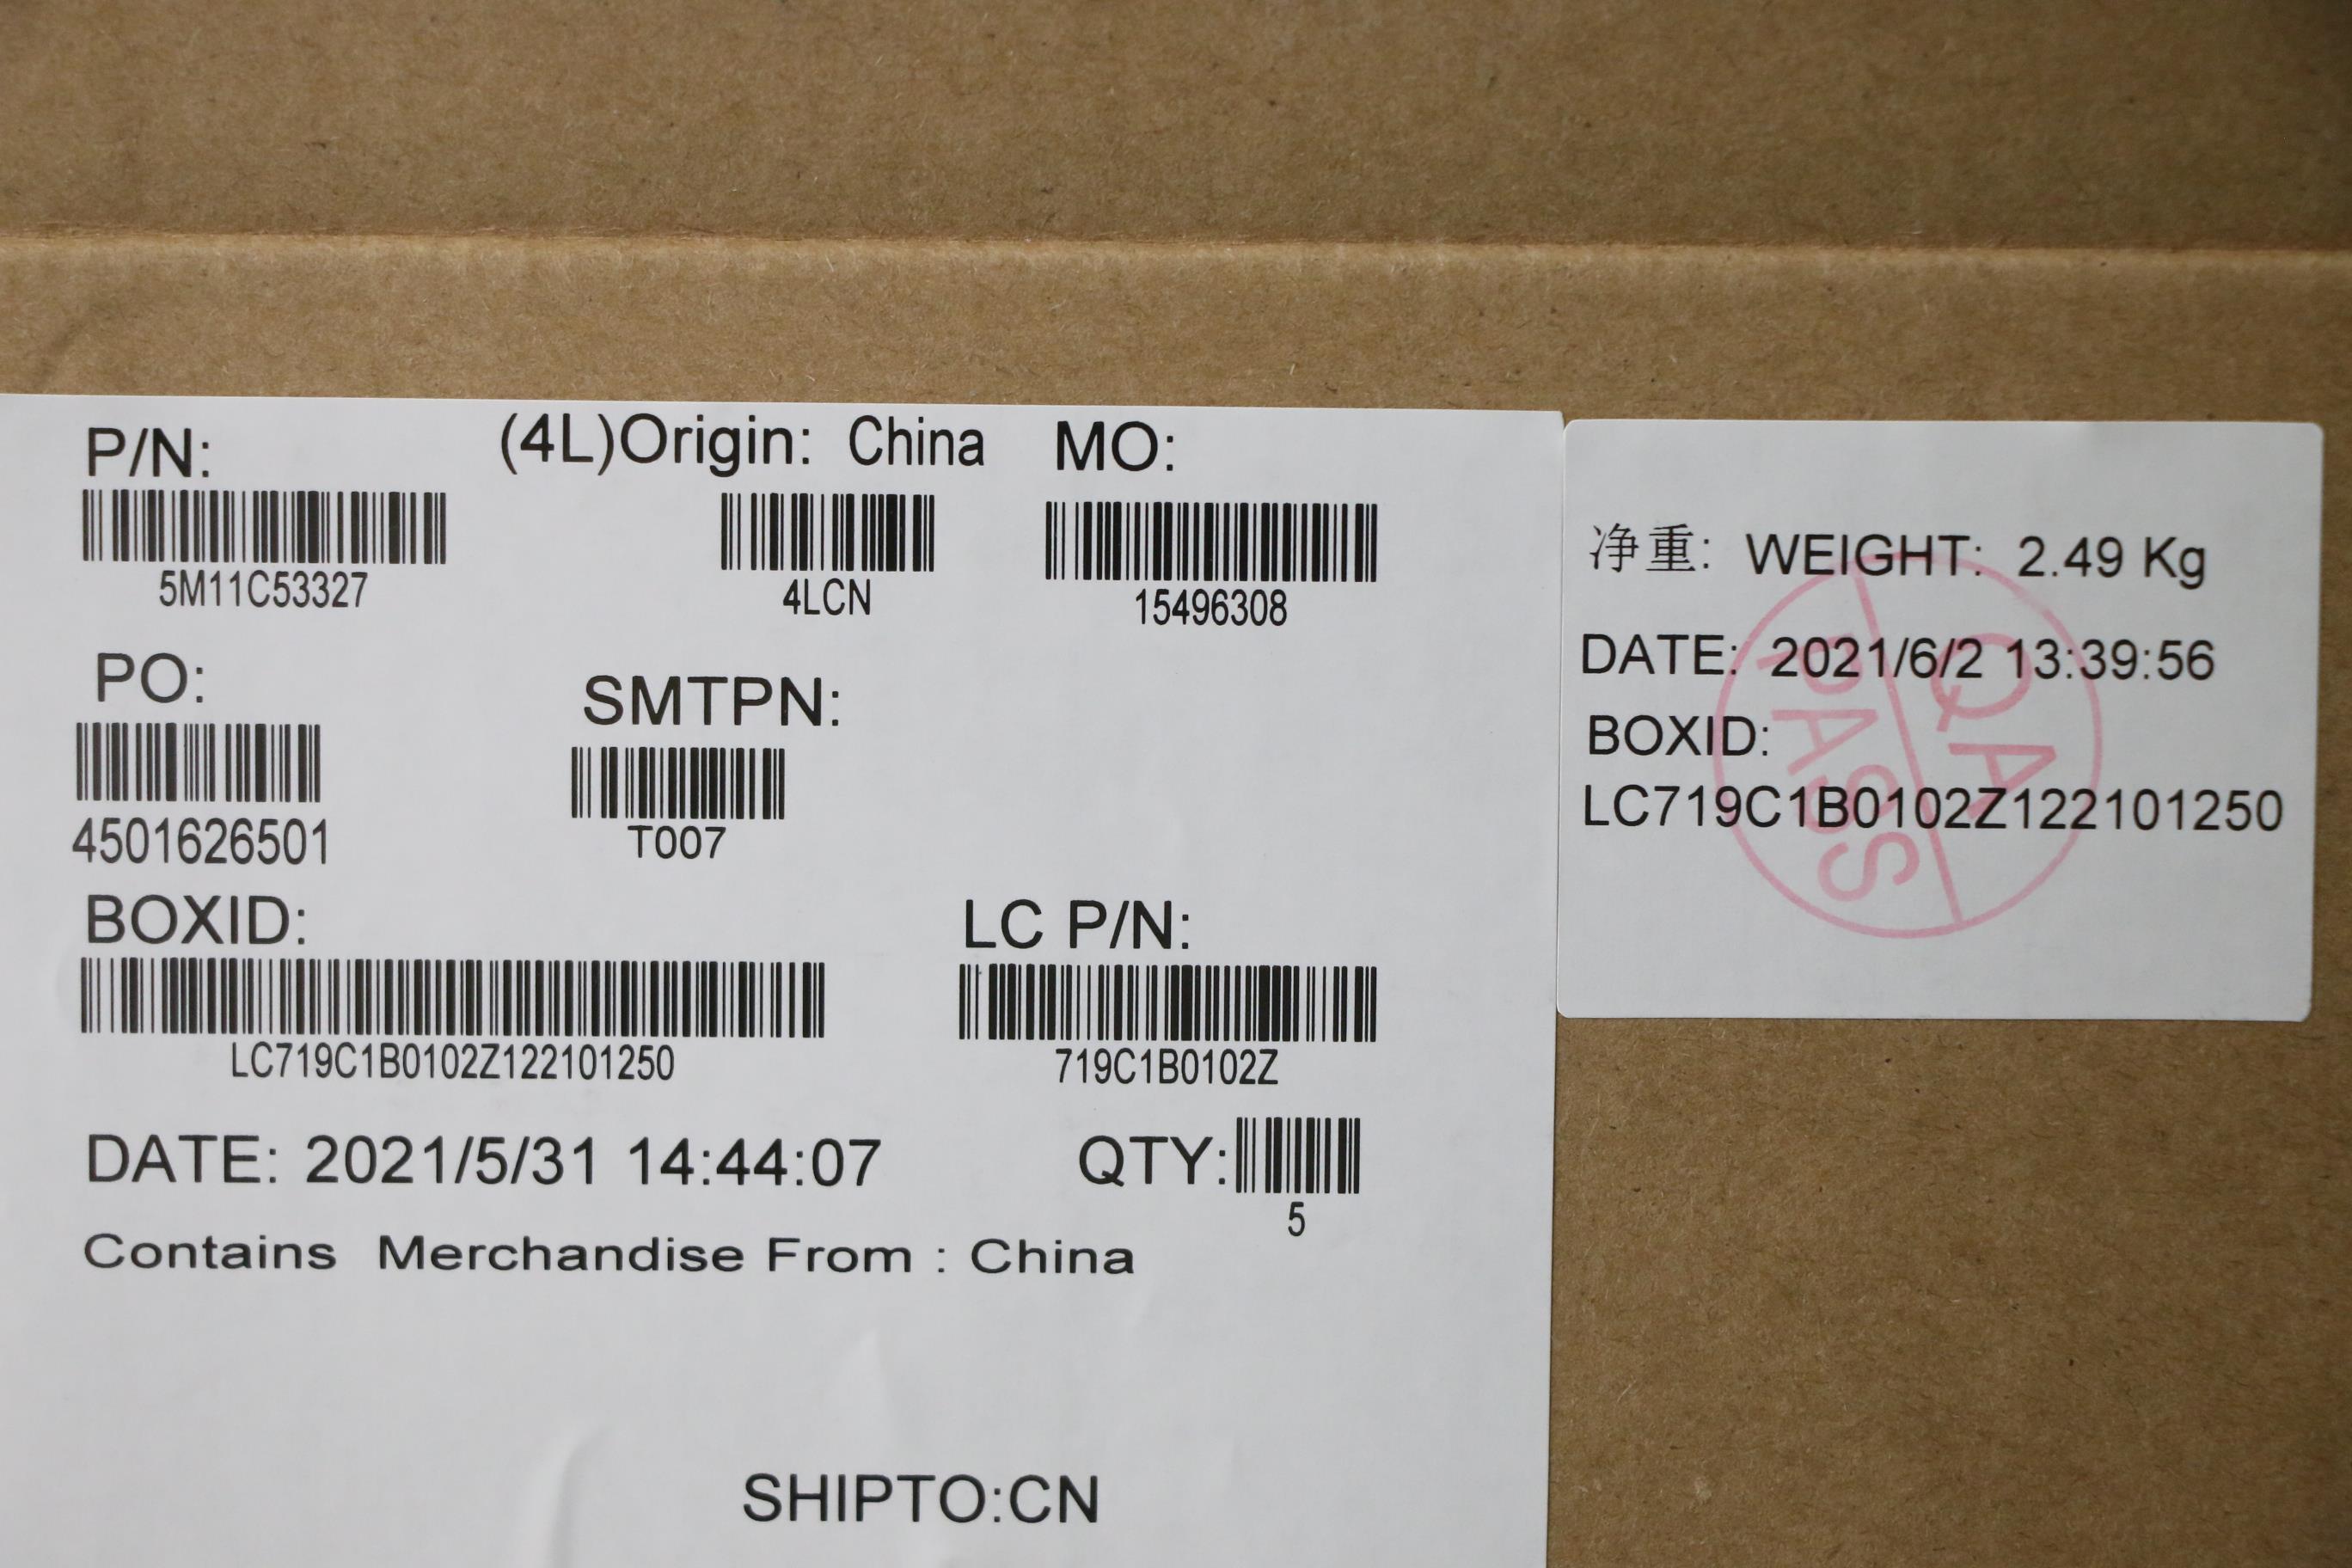 P/N: (4L)Origin: China MO:
5M11C53327 4LCN 15496308
PO: SMTPN:
4501626501 T007
BOXID: LC P/N:
LC719C1B0102Z122101250 719C1B0102Z
DATE: 2021/5/31 14:44:07 QTY:
5
Contains Merchandise From : China
SHIPTO:CN
净重: WEIGHT: 2.49 Kg
DATE: 2021/6/2 13:39:56
BOXID:
LC719C1B0102Z122101250
QA
PASS